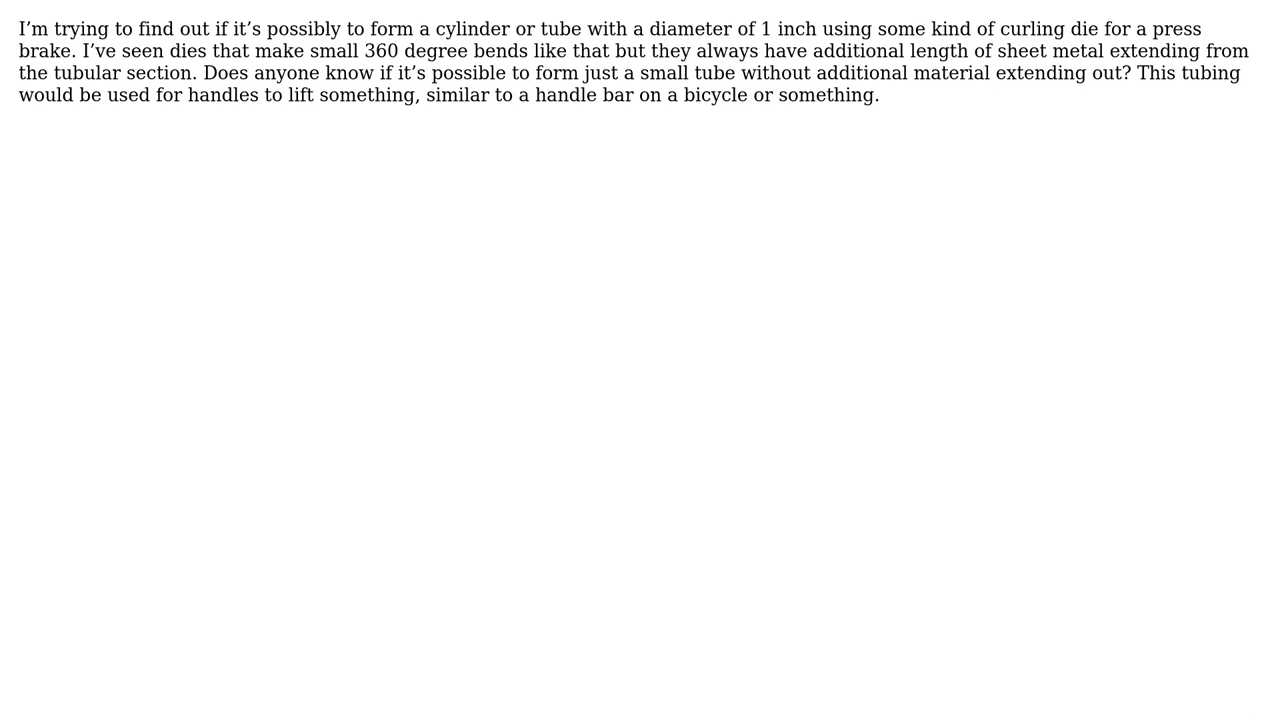 I’m trying to find out if it’s possibly to form a cylinder or tube with a diameter of 1 inch using some kind of curling die for a press
brake. I’ve seen dies that make small 360 degree bends like that but they always have additional length of sheet metal extending from
the tubular section. Does anyone know if it’s possible to form just a small tube without additional material extending out? This tubing
would be used for handles to lift something, similar to a handle bar on a bicycle or something.